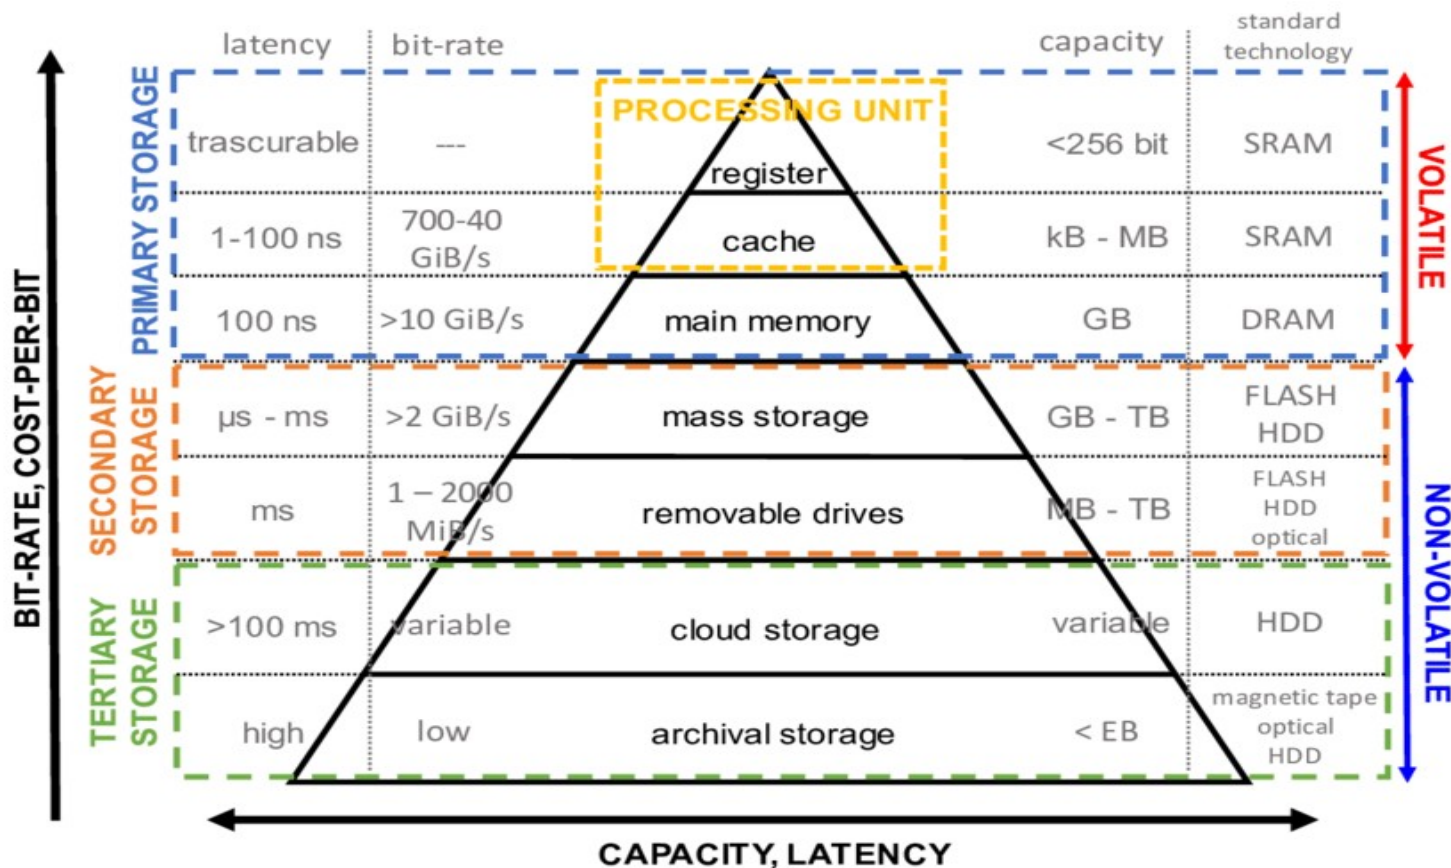 latency bit-rate capacity standard
technology
PRIMARY STORAGE
PROCESSING UNIT
trascurable --- register <256 bit SRAM
1-100 ns 700-40
GiB/s cache kB - MB SRAM
100 ns >10 GiB/s main memory GB DRAM
VOLATILE
SECONDARY
STORAGE
µs - ms >2 GiB/s mass storage GB - TB FLASH
HDD
ms 1 – 2000
MiB/s removable drives MB - TB FLASH
HDD
optical
TERTIARY
STORAGE
>100 ms variable cloud storage variable HDD
high low archival storage < EB magnetic tape
optical
HDD
NON-VOLATILE
BIT-RATE, COST-PER-BIT
CAPACITY, LATENCY